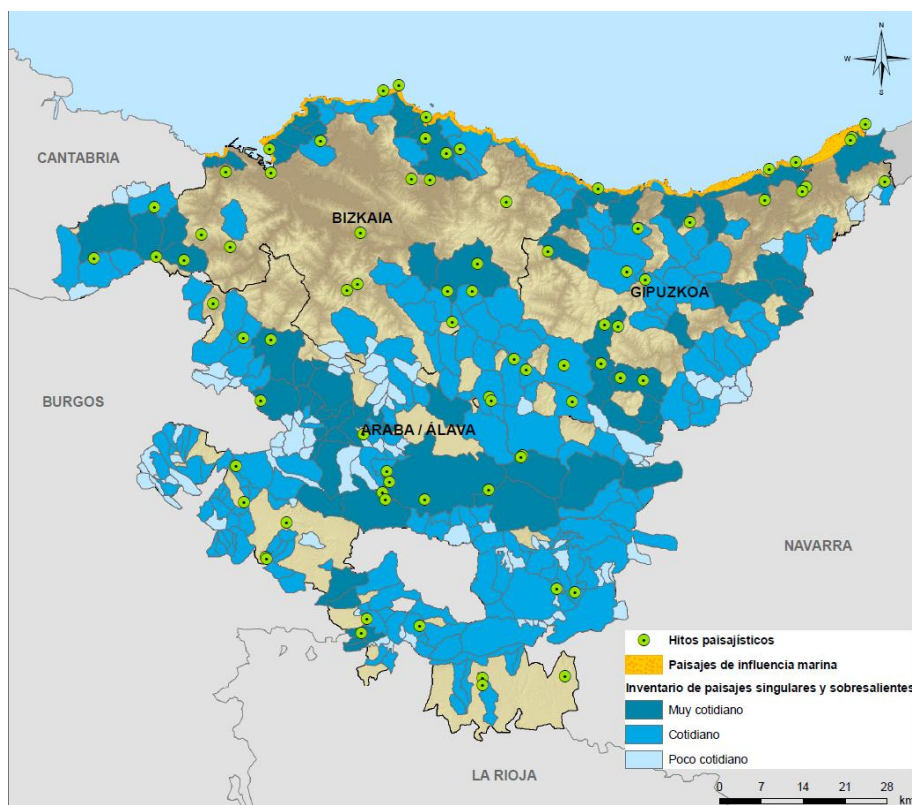 N
W
E
S
CANTABRIA
BIZKAIA
GIPUZKOA
BURGOS
ARABA / ÁLAVA
NAVARRA
LA RIOJA
Hitos paisajísticos
Paisajes de influencia marina
Inventario de paisajes singulares y sobresalientes
Muy cotidiano
Cotidiano
Poco cotidiano
0 7 14 21 28
km